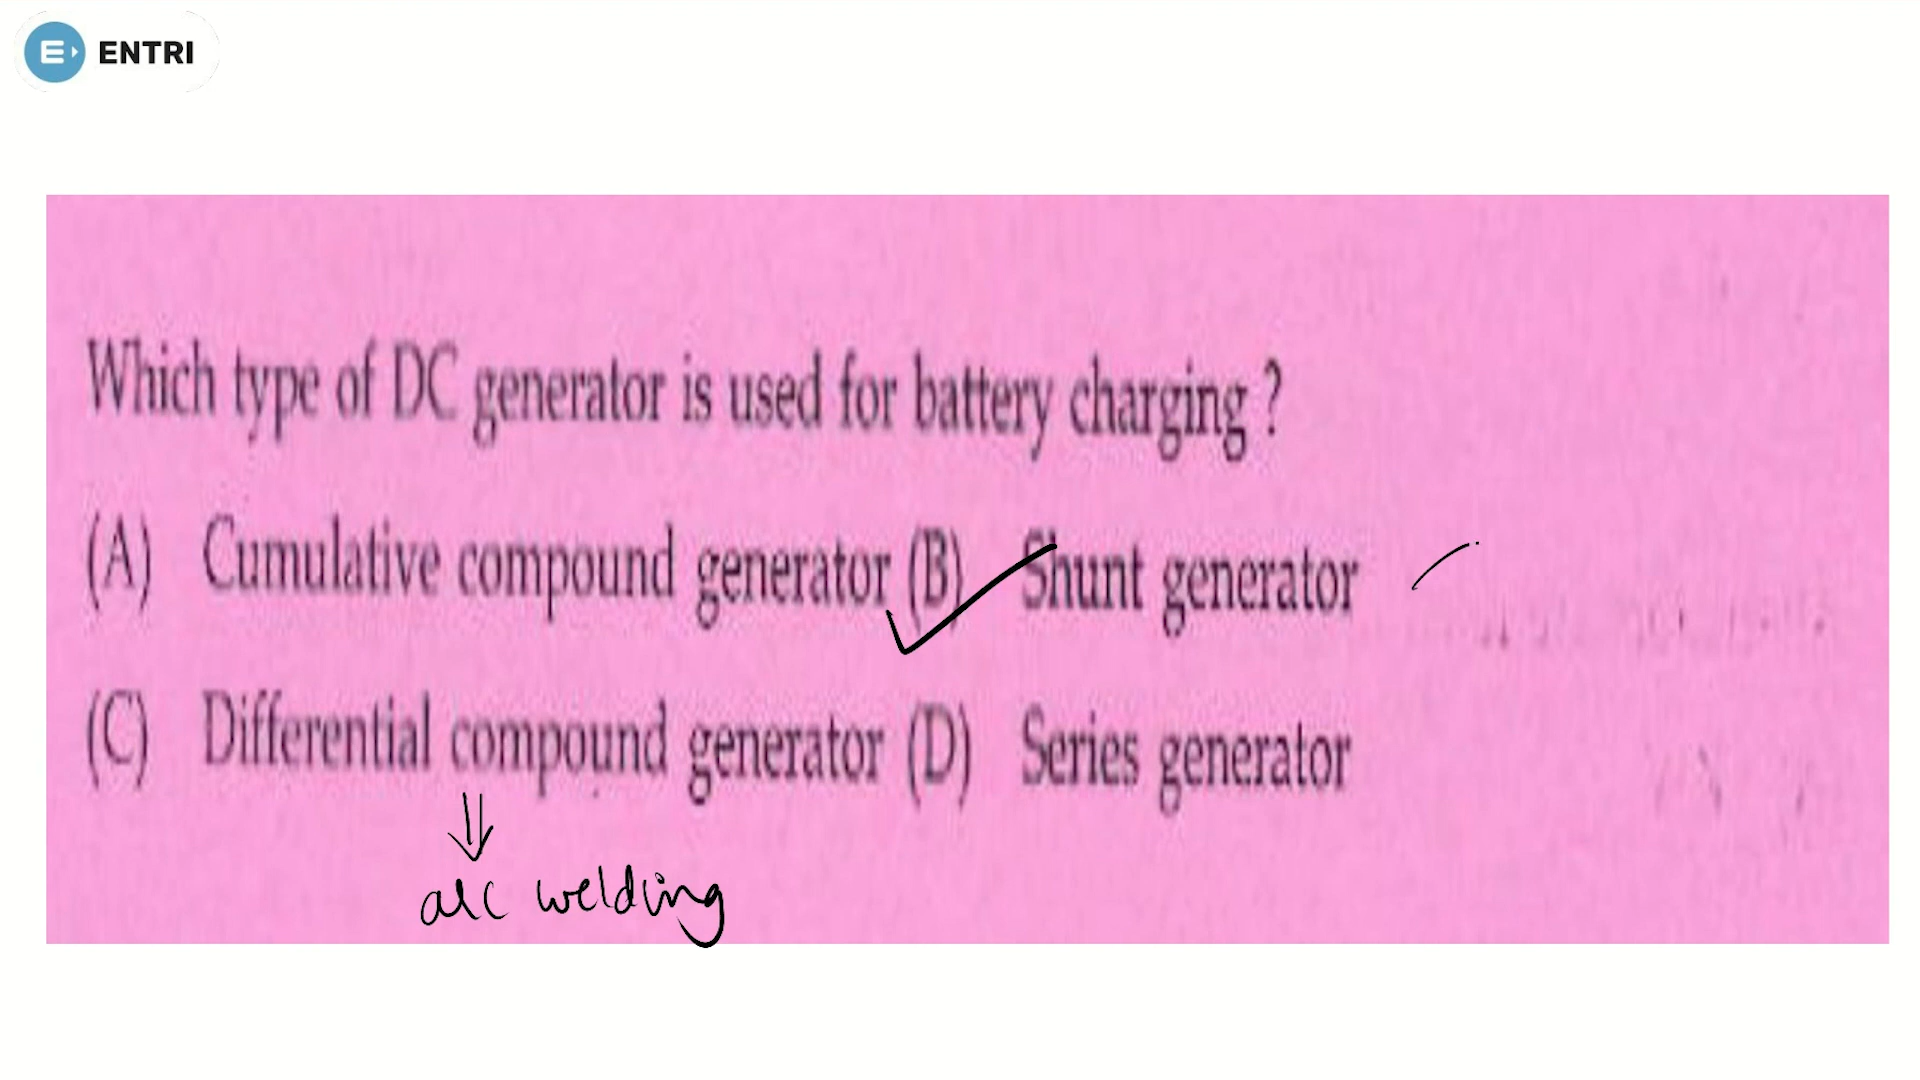 ENTRI
Which type of DC generator is used for battery charging ?
(A) Cumulative compound generator (B) Shunt generator
(C) Differential compound generator (D) Series generator
arc welding